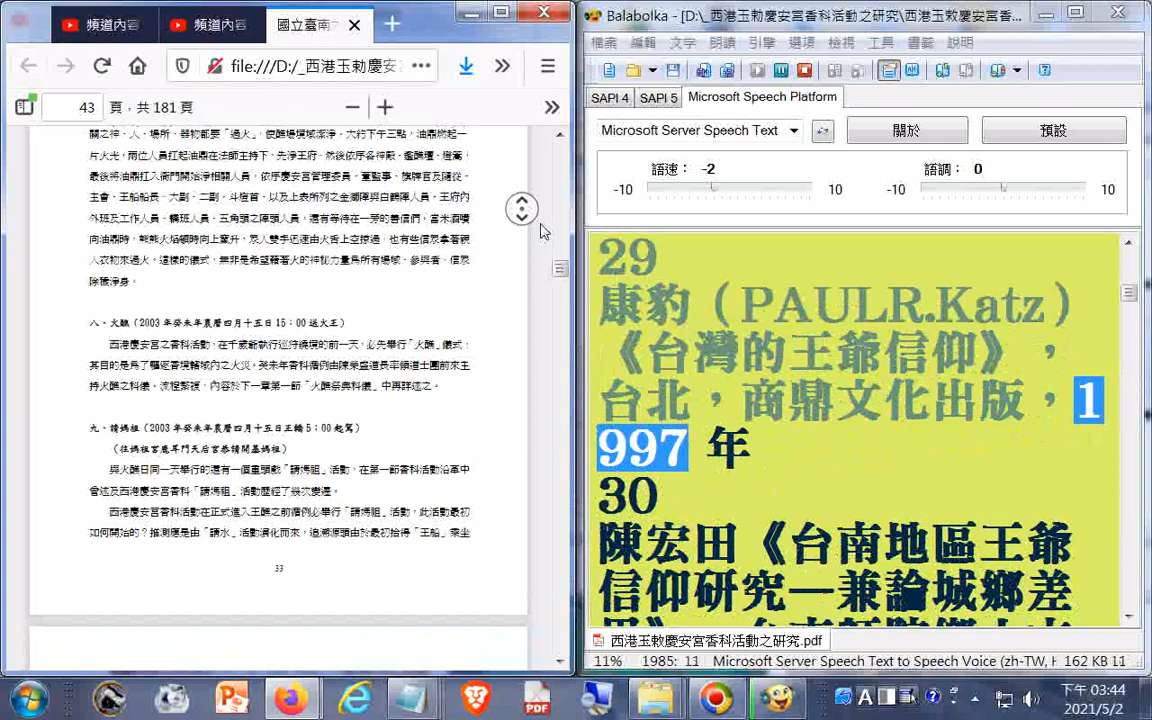 頻道內容
頻道內容
國立臺南
file:///D:/_西港玉勅慶安
43 頁，共 181 頁
關之神、人、場所、器物都要「過火」，使醮場境域潔淨。大約下午三點，油鼎燃起一
片火光，兩位人員扛起油鼎在法師主持下，先淨王府，然後依序各神殿、鑑醮壇、燈篙，
最後將油鼎扛入衙門開始淨相關人員，依序慶安宮管理委員、董監事、旗牌官及隨從。
主會、王船船長、大副、二副、斗燈首，以及上表所列之金獅陣與白鶴陣人員、王府內
外班及工作人員、轎班人員、五角頭之陣頭人員，還有等待在一旁的善信們。當米酒噴
向油鼎時，熊熊火焰頓時向上竄升，眾人雙手迅速由火舌上空掠過，也有些信眾拿著親
人衣物來過火。這樣的儀式，無非是希望藉著火的神秘力量為所有場域、參與者、信眾
除穢淨身。
八、火醮（2003 年癸未年農曆四月十五日 15：00 送火王）
西港慶安宮之香科活動，在千歲爺執行巡狩繞境的前一天，必先舉行「火醮」儀式，
其目的是為了驅逐香境轄域內之火災。癸未年香科循例由陳榮盛道長率領道士團前來主
持火醮之科儀。流程繁複，內容於下一章第一節「火醮祭典科儀」中再詳述之。
九、請媽祖（2003 年癸未年農曆四月十五日正輪 5：00 起駕）
（往媽祖宮鹿耳門天后宮恭請開基媽祖）
與火醮日同一天舉行的還有一個重頭戲「請媽祖」活動，在第一節香科活動沿革中
曾述及西港慶安宮香科「請媽祖」活動歷經了幾次變遷。
西港慶安宮香科活動在正式進入王醮之前循例必舉行「請媽祖」活動，此活動最初
如何開始的？推測應是由「請水」活動演化而來，追溯源頭由於最初拾得「王船」乘坐
33
Balabolka - [D:\_西港玉勅慶安宮香科活動之研究\西港玉敕慶安宮香...
檔案 編輯 文字 朗讀 引擎 選項 檢視 工具 書籤 說明
SAPI 4 SAPI 5 Microsoft Speech Platform
Microsoft Server Speech Text 關於 預設
語速： -2 語調： 0
-10 10 -10 10
29
康豹（PAULR.Katz）
《台灣的王爺信仰》，
台北，商鼎文化出版，1
997 年
30
陳宏田《台南地區王爺
信仰研究—兼論城鄉差
西港玉敕慶安宮香科活動之研究.pdf
11% 1985: 11 Microsoft Server Speech Text to Speech Voice (zh-TW, H 162 KB 11
PDF
下午 03:44
2021/5/2